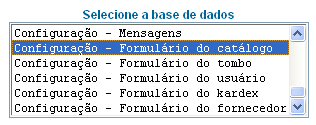 Selecione a base de dados
Configuração - Mensagens
Configuração - Formulário do catálogo
Configuração - Formulário do tombo
Configuração - Formulário do usuário
Configuração - Formulário do kardex
Configuração - Formulário do fornecedor